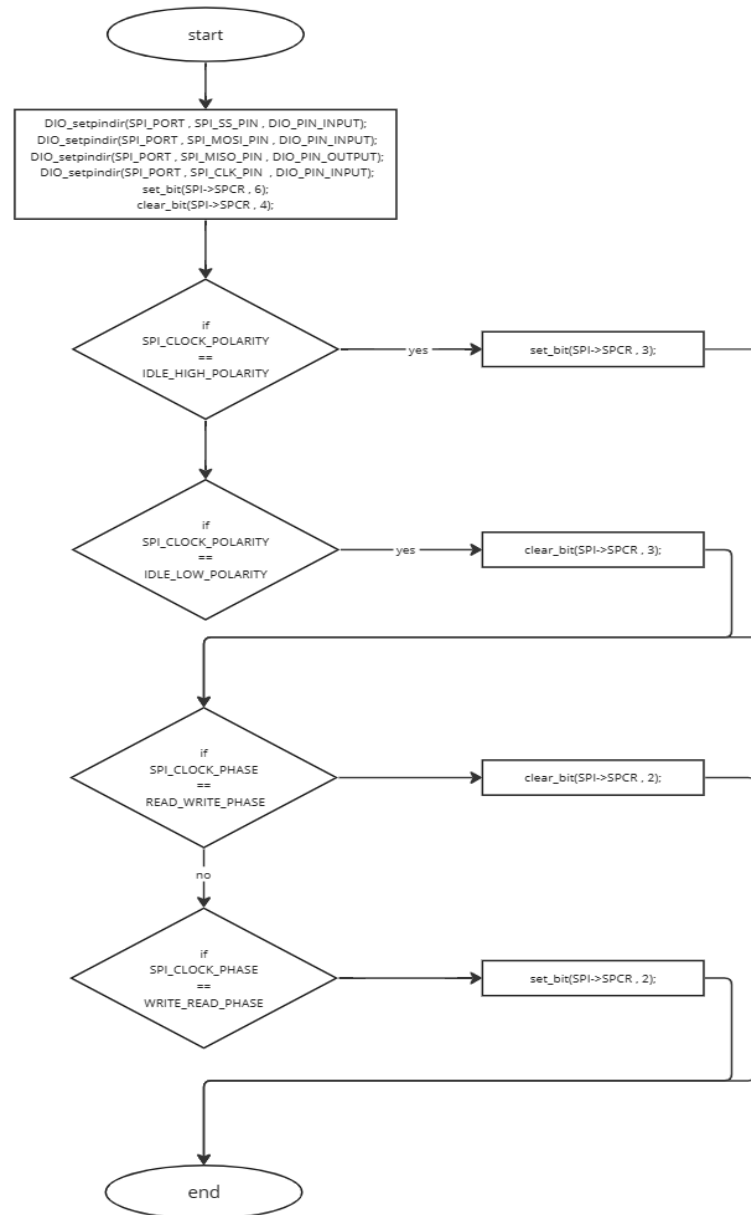 start
DIO_setpindir(SPI_PORT , SPI_SS_PIN , DIO_PIN_INPUT);
DIO_setpindir(SPI_PORT , SPI_MOSI_PIN , DIO_PIN_INPUT);
DIO_setpindir(SPI_PORT , SPI_MISO_PIN , DIO_PIN_OUTPUT);
DIO_setpindir(SPI_PORT , SPI_CLK_PIN , DIO_PIN_INPUT);
set_bit(SPI->SPCR , 6);
clear_bit(SPI->SPCR , 4);
if
SPI_CLOCK_POLARITY
==
IDLE_HIGH_POLARITY
yes
set_bit(SPI->SPCR , 3);
if
SPI_CLOCK_POLARITY
==
IDLE_LOW_POLARITY
yes
clear_bit(SPI->SPCR , 3);
if
SPI_CLOCK_PHASE
==
READ_WRITE_PHASE
clear_bit(SPI->SPCR , 2);
no
if
SPI_CLOCK_PHASE
==
WRITE_READ_PHASE
set_bit(SPI->SPCR , 2);
end